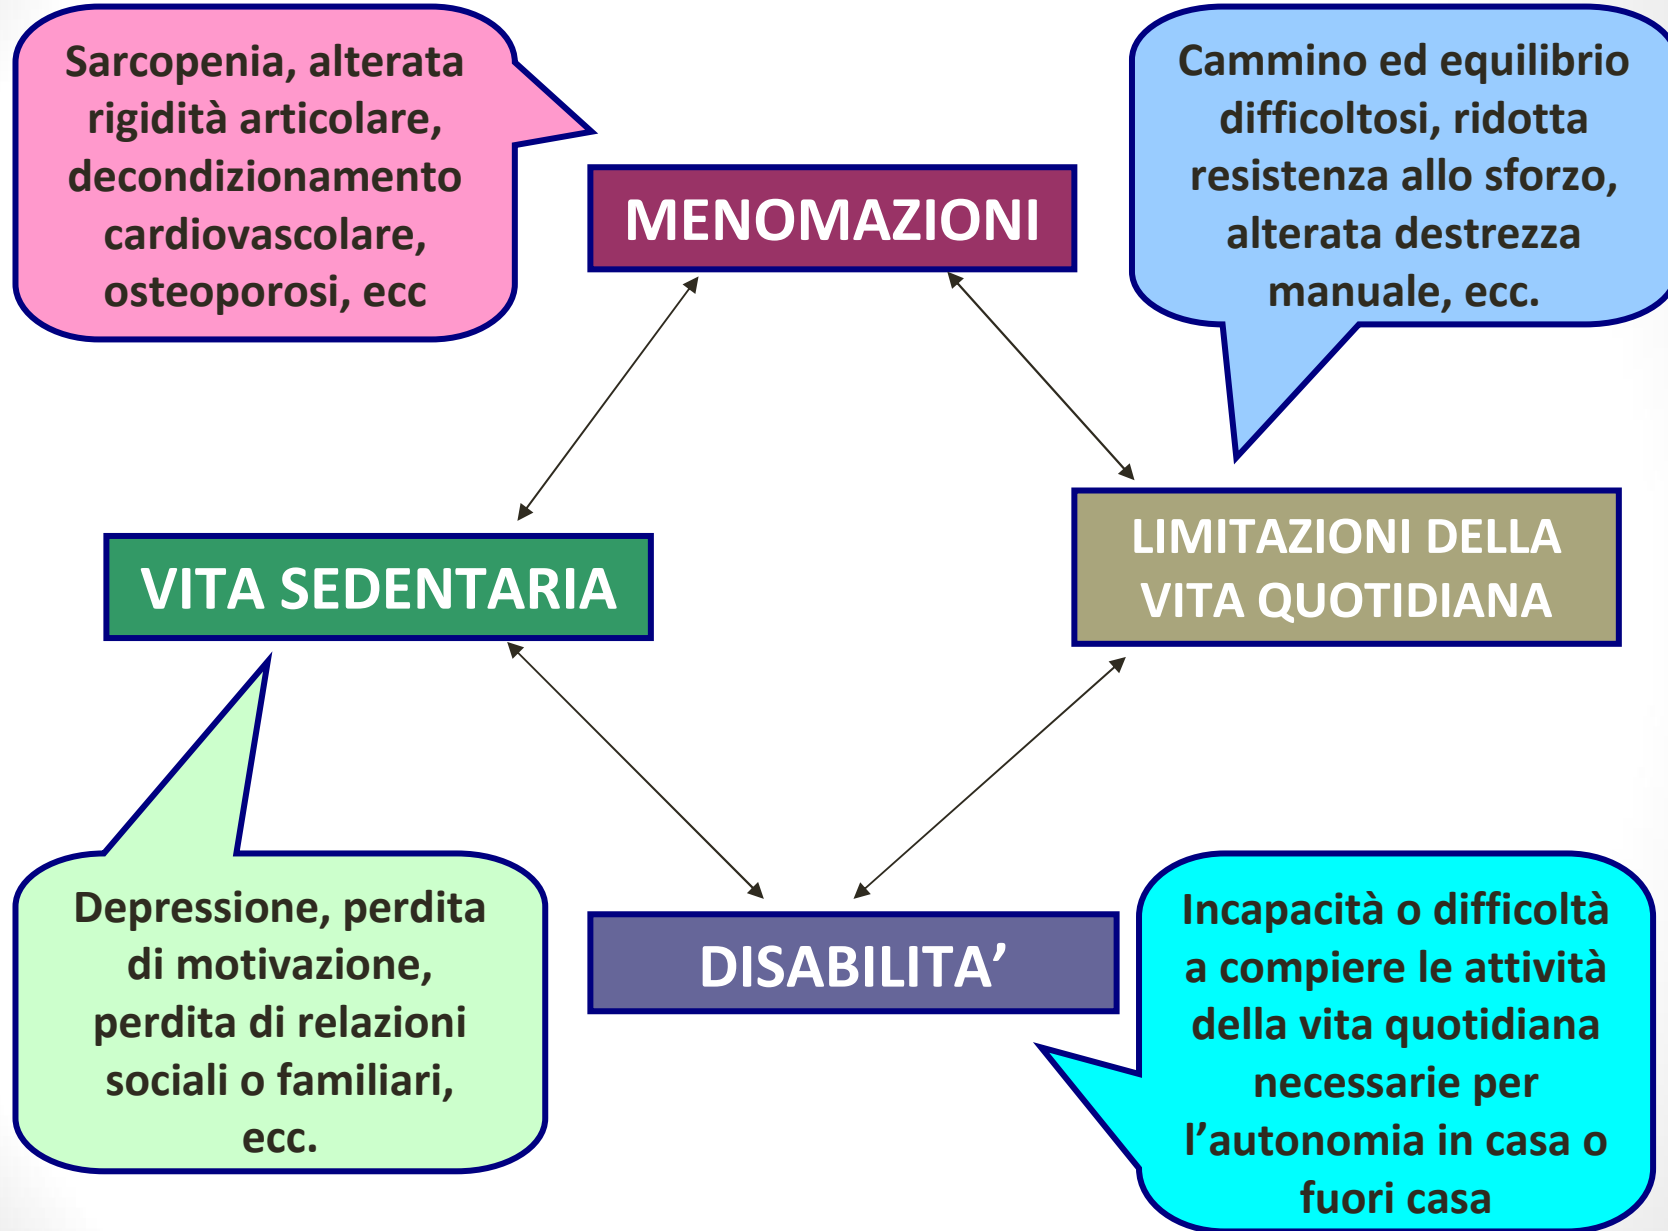 Sarcopenia, alterata
rigidità articolare,
decondizionamento
cardiovascolare,
osteoporosi, ecc
Cammino ed equilibrio
difficoltosi, ridotta
resistenza allo sforzo,
alterata destrezza
manuale, ecc.
MENOMAZIONI
VITA SEDENTARIA
LIMITAZIONI DELLA
VITA QUOTIDIANA
Depressione, perdita
di motivazione,
perdita di relazioni
sociali o familiari,
ecc.
DISABILITA’
Incapacità o difficoltà
a compiere le attività
della vita quotidiana
necessarie per
l’autonomia in casa o
fuori casa